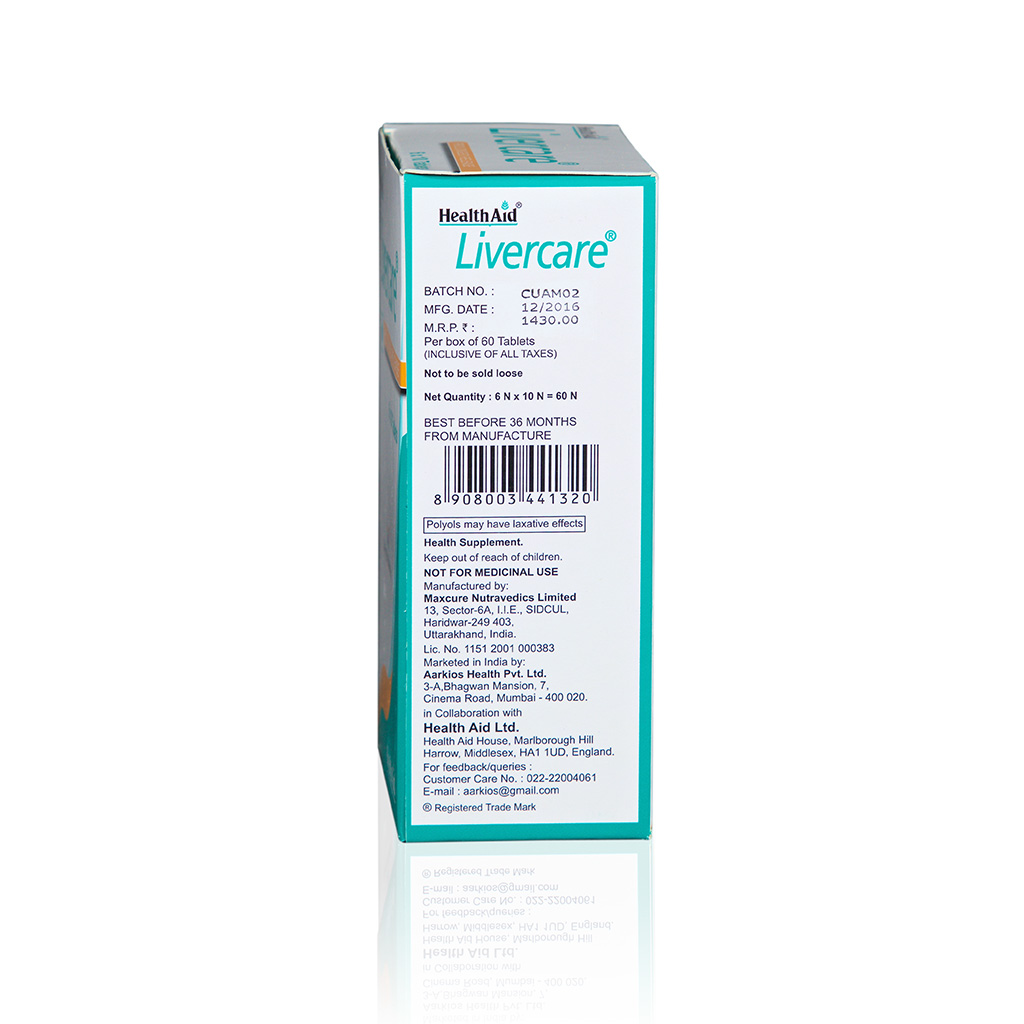 Livercare
HealthAid®
Livercare®
BATCH NO. : CUAM02
MFG. DATE : 12/2016
M.R.P. ₹ : 1430.00
Per box of 60 Tablets
(INCLUSIVE OF ALL TAXES)
Not to be sold loose
Net Quantity : 6 N x 10 N = 60 N
BEST BEFORE 36 MONTHS
FROM MANUFACTURE
8 908003 441320
Polyols may have laxative effects
Health Supplement.
Keep out of reach of children.
NOT FOR MEDICINAL USE
Manufactured by:
Maxcure Nutravedics Limited
13, Sector-6A, I.I.E., SIDCUL,
Haridwar-249 403,
Uttarakhand, India.
Lic. No. 1151 2001 000383
Marketed in India by:
Aarkios Health Pvt. Ltd.
3-A,Bhagwan Mansion, 7,
Cinema Road, Mumbai - 400 020.
in Collaboration with
Health Aid Ltd.
Health Aid House, Marlborough Hill
Harrow, Middlesex, HA1 1UD, England.
For feedback/queries :
Customer Care No. : 022-22004061
E-mail : aarkios@gmail.com
® Registered Trade Mark